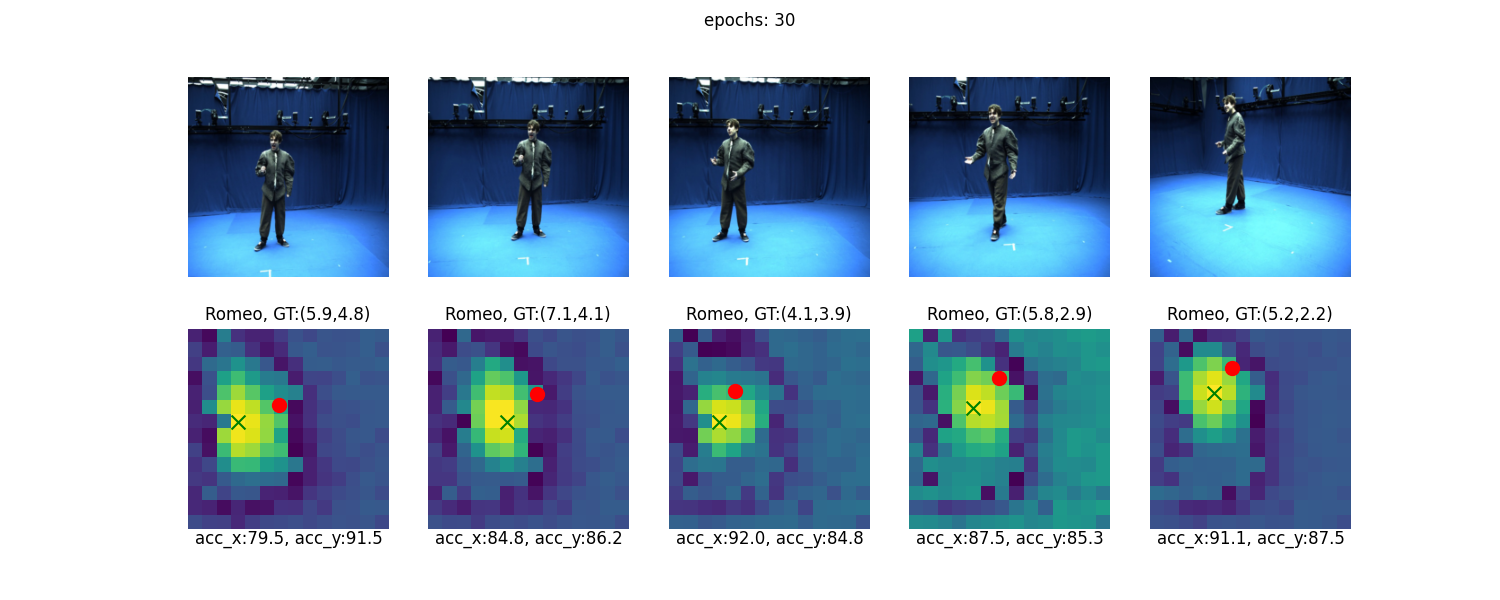 epochs: 30
Romeo, GT:(5.9,4.8)
Romeo, GT:(7.1,4.1)
Romeo, GT:(4.1,3.9)
Romeo, GT:(5.8,2.9)
Romeo, GT:(5.2,2.2)
acc_x:79.5, acc_y:91.5
acc_x:84.8, acc_y:86.2
acc_x:92.0, acc_y:84.8
acc_x:87.5, acc_y:85.3
acc_x:91.1, acc_y:87.5